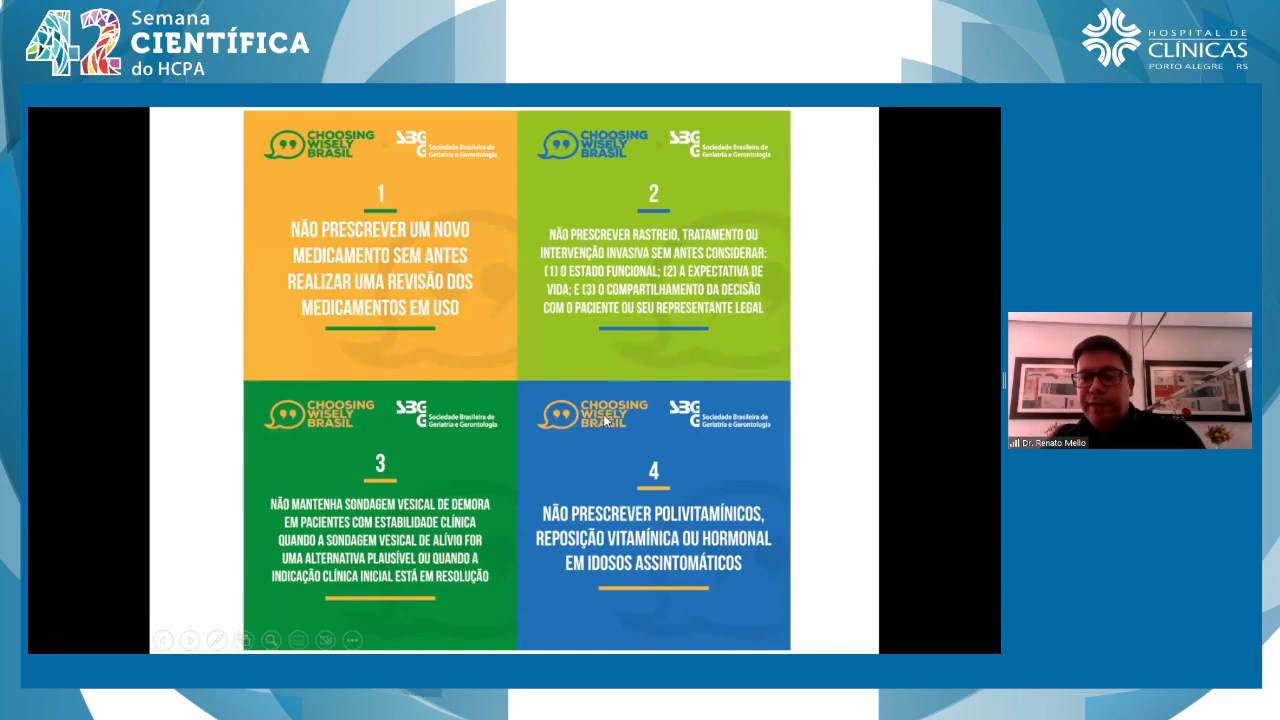 42 Semana
CIENTÍFICA
do HCPA
HOSPITAL DE
CLÍNICAS
PORTO ALEGRE RS
CHOOSING
WISELY
BRASIL
SBGG
Sociedade Brasileira de
Geriatria e Gerontologia
1
NÃO PRESCREVER UM NOVO
MEDICAMENTO SEM ANTES
REALIZAR UMA REVISÃO DOS
MEDICAMENTOS EM USO
CHOOSING
WISELY
BRASIL
SBGG
Sociedade Brasileira de
Geriatria e Gerontologia
2
NÃO PRESCREVER RASTREIO, TRATAMENTO OU
INTERVENÇÃO INVASIVA SEM ANTES CONSIDERAR:
(1) O ESTADO FUNCIONAL; (2) A EXPECTATIVA DE
VIDA; E (3) O COMPARTILHAMENTO DA DECISÃO
COM O PACIENTE OU SEU REPRESENTANTE LEGAL
CHOOSING
WISELY
BRASIL
SBGG
Sociedade Brasileira de
Geriatria e Gerontologia
3
NÃO MANTENHA SONDAGEM VESICAL DE DEMORA
EM PACIENTES COM ESTABILIDADE CLÍNICA
QUANDO A SONDAGEM VESICAL DE ALÍVIO FOR
UMA ALTERNATIVA PLAUSÍVEL OU QUANDO A
INDICAÇÃO CLÍNICA INICIAL ESTÁ EM RESOLUÇÃO
CHOOSING
WISELY
BRASIL
SBGG
Sociedade Brasileira de
Geriatria e Gerontologia
4
NÃO PRESCREVER POLIVITAMÍNICOS,
REPOSIÇÃO VITAMÍNICA OU HORMONAL
EM IDOSOS ASSINTOMÁTICOS
Dr. Renato Mello